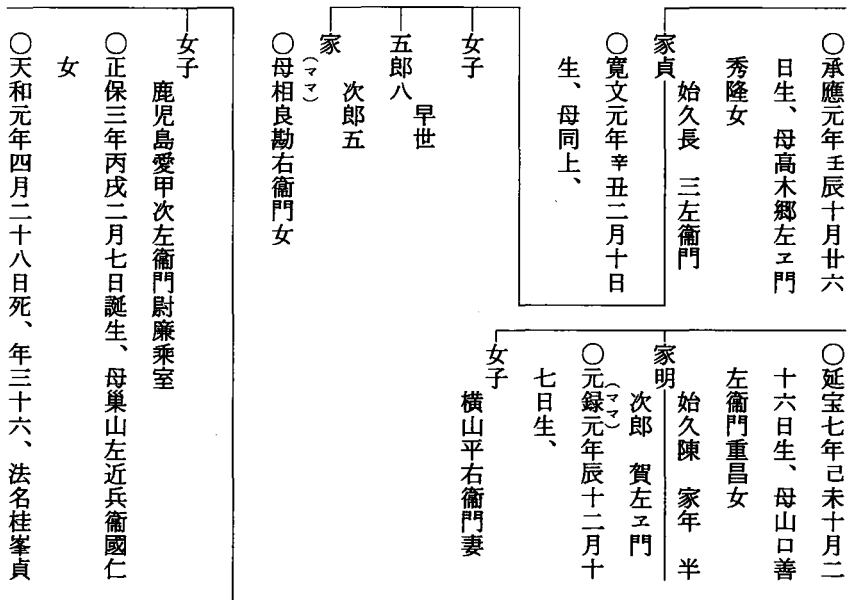 ○承應元年壬辰十月廿六
日生、母高木郷左ヱ門
秀隆女
家貞
始久長　三左衞門
○寛文元年辛丑二月十日
生、母同上、
女子
早世
五郎八
次郎五
家
(ママ)
○母相良勘右衞門女
○延宝七年己未十月二
十六日生、母山口善
左衞門重昌女
家明
始久陳　家年　半
次郎　賀左ヱ門
(ママ)
○元録元年辰十二月十
七日生、
女子
横山平右衞門妻
女子
鹿児島愛甲次左衞門尉廉乘室
○正保三年丙戌二月七日誕生、母巢山左近兵衞國仁
女
○天和元年四月二十八日死、年三十六、法名桂峯貞